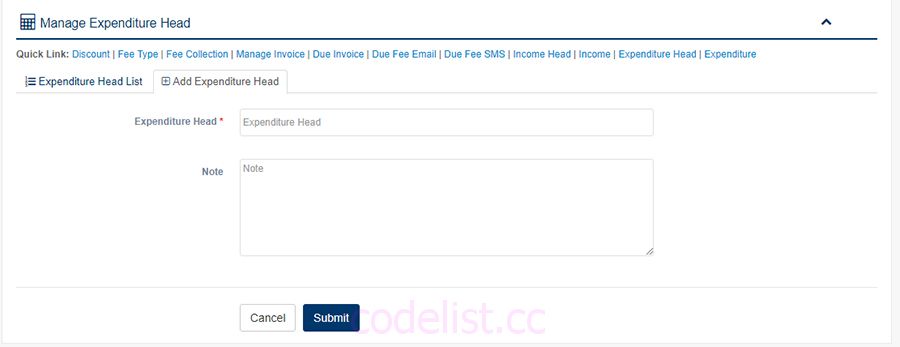 Manage Expenditure Head
Quick Link: Discount | Fee Type | Fee Collection | Manage Invoice | Due Invoice | Due Fee Email | Due Fee SMS | Income Head | Income | Expenditure Head | Expenditure
Expenditure Head List Add Expenditure Head
Expenditure Head * Expenditure Head
Note Note
Cancel Submit codelist.cc